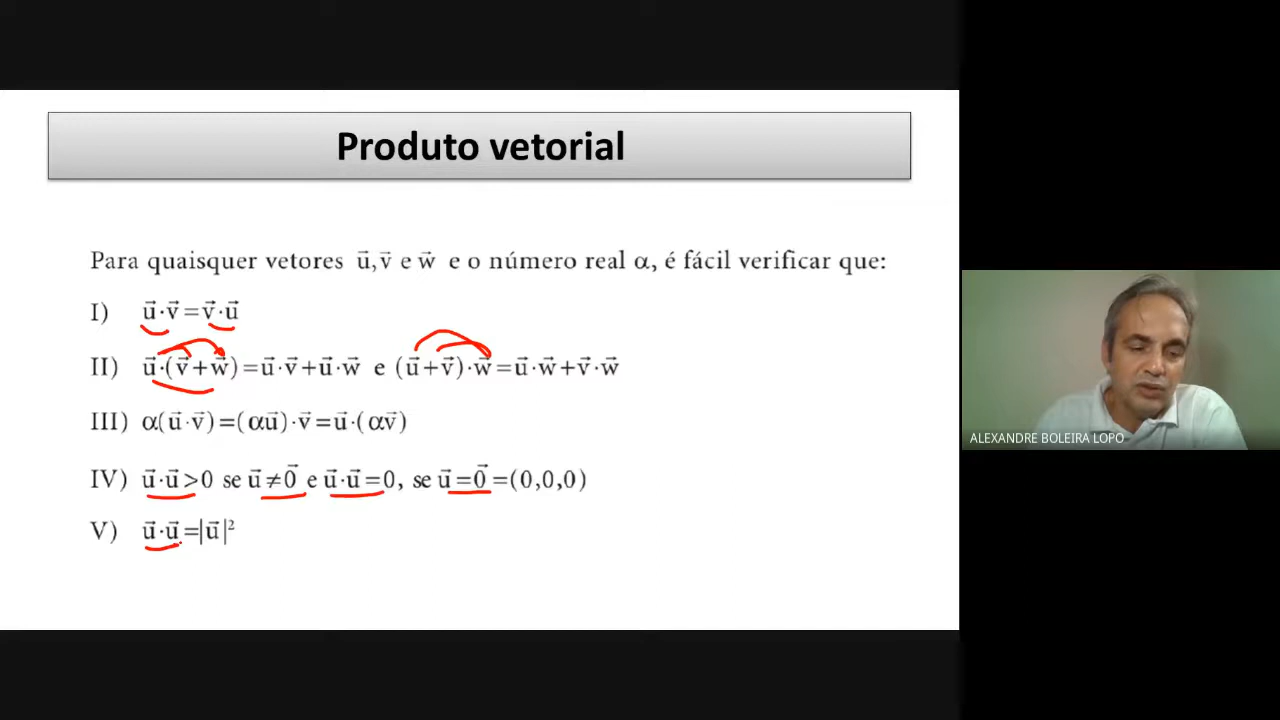 Produto vetorial
Para quaisquer vetores u⃗, v⃗ e w⃗ e o número real α, é fácil verificar que:
I) u⃗·v⃗=v⃗·u⃗
II) u⃗·(v⃗+w⃗)=u⃗·v⃗+u⃗·w⃗ e (u⃗+v⃗)·w⃗=u⃗·w⃗+v⃗·w⃗
III) α(u⃗·v⃗)=(αu⃗)·v⃗=u⃗·(αv⃗)
IV) u⃗·u⃗>0 se u⃗≠0⃗ e u⃗·u⃗=0, se u⃗=0⃗=(0,0,0)
V) u⃗·u⃗=|u⃗|²
ALEXANDRE BOLEIRA LOPO